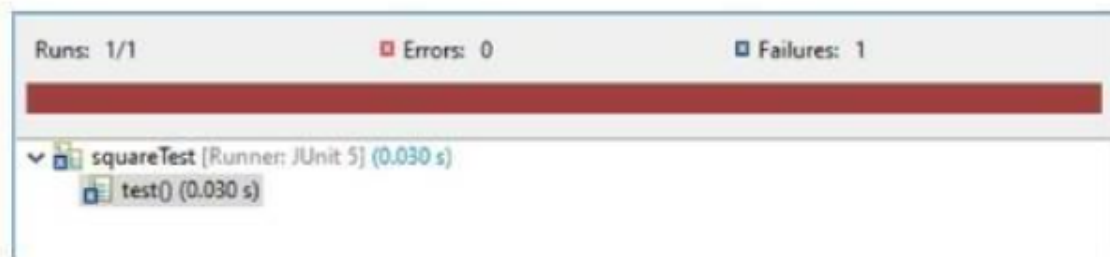 Runs: 1/1 Errors: 0 Failures: 1
squareTest [Runner: JUnit 5] (0.030 s)
test() (0.030 s)